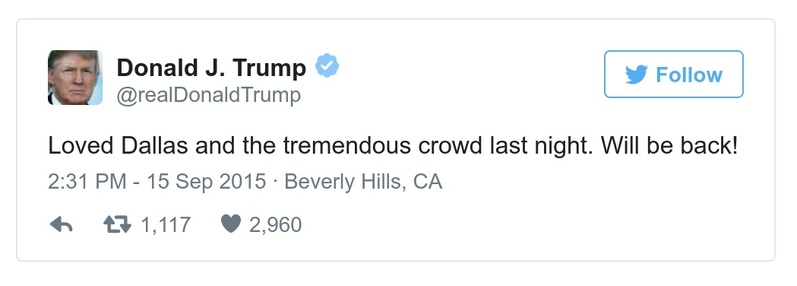 Donald J. Trump
@realDonaldTrump
Follow
Loved Dallas and the tremendous crowd last night. Will be back!
2:31 PM - 15 Sep 2015 · Beverly Hills, CA
1,117 2,960